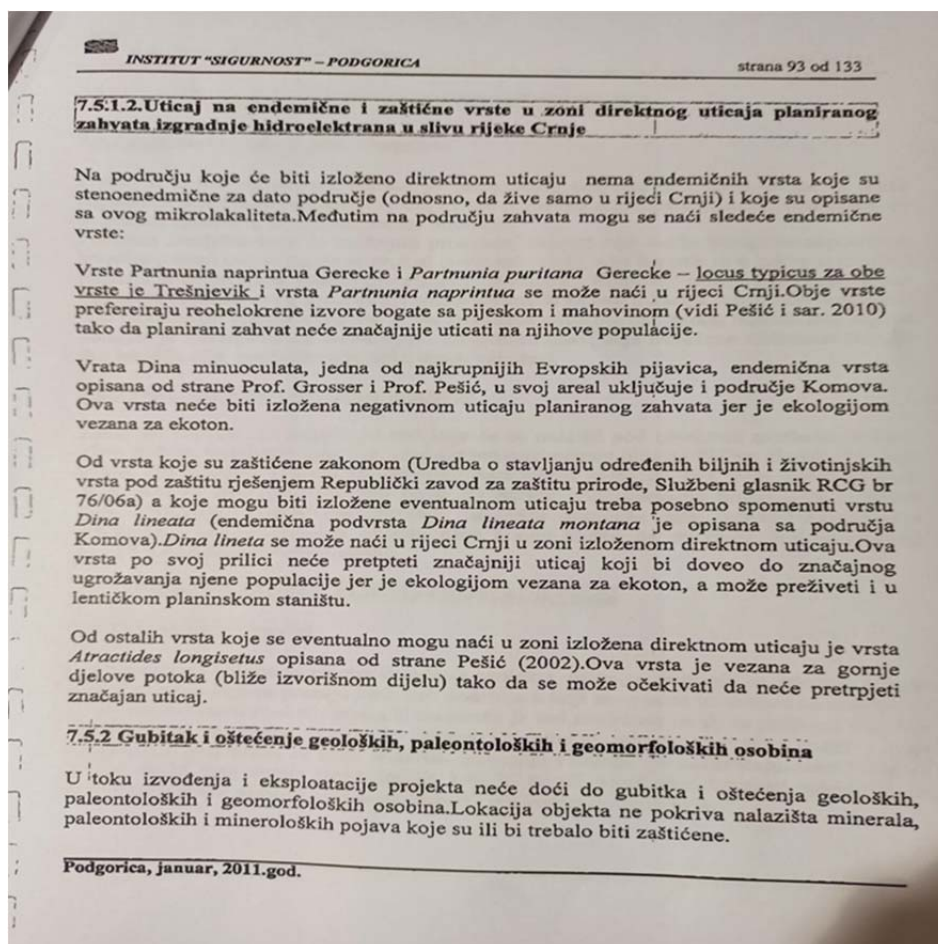 INSTITUT "SIGURNOST" – PODGORICA
strana 93 od 133
7.5.1.2.Uticaj na endemične i zaštićne vrste u zoni direktnog uticaja planiranog
zahvata izgradnje hidroelektrana u slivu rijeke Crnje
Na području koje će biti izloženo direktnom uticaju nema endemičnih vrsta koje su
stenoenedmične za dato područje (odnosno, da žive samo u rijeci Crnji) i koje su opisane
sa ovog mikrolakaliteta.Međutim na području zahvata mogu se naći sledeće endemične
vrste:
Vrste Partnunia naprintua Gerecke i Partnunia puritana Gerecke – locus typicus za obe
vrste je Trešnjevik i vrsta Partnunia naprintua se može naći u rijeci Crnji.Obje vrste
prefereiraju reohelokrene izvore bogate sa pijeskom i mahovinom (vidi Pešić i sar. 2010)
tako da planirani zahvat neće značajnije uticati na njihove populacije.
Vrata Dina minuoculata, jedna od najkrupnijih Evropskih pijavica, endemična vrsta
opisana od strane Prof. Grosser i Prof. Pešić, u svoj areal uključuje i područje Komova.
Ova vrsta neće biti izložena negativnom uticaju planiranog zahvata jer je ekologijom
vezana za ekoton.
Od vrsta koje su zaštićene zakonom (Uredba o stavljanju određenih biljnih i životinjskih
vrsta pod zaštitu rješenjem Republički zavod za zaštitu prirode, Službeni glasnik RCG br
76/06a) a koje mogu biti izložene eventualnom uticaju treba posebno spomenuti vrstu
Dina lineata (endemična podvrsta Dina lineata montana je opisana sa područja
Komova).Dina lineta se može naći u rijeci Crnji u zoni izloženom direktnom uticaju.Ova
vrsta po svoj prilici neće pretpteti značajniji uticaj koji bi doveo do značajnog
ugrožavanja njene populacije jer je ekologijom vezana za ekoton, a može preživeti i u
lentičkom planinskom staništu.
Od ostalih vrsta koje se eventualno mogu naći u zoni izložena direktnom uticaju je vrsta
Atractides longisetus opisana od strane Pešić (2002).Ova vrsta je vezana za gornje
djelove potoka (bliže izvorišnom dijelu) tako da se može očekivati da neće pretrpjeti
značajan uticaj.
7.5.2 Gubitak i oštećenje geoloških, paleontoloških i geomorfoloških osobina
U toku izvođenja i eksploatacije projekta neće doći do gubitka i oštećenja geoloških,
paleontoloških i geomorfoloških osobina.Lokacija objekta ne pokriva nalazišta minerala,
paleontoloških i mineroloških pojava koje su ili bi trebalo biti zaštićene.
Podgorica, januar, 2011.god.